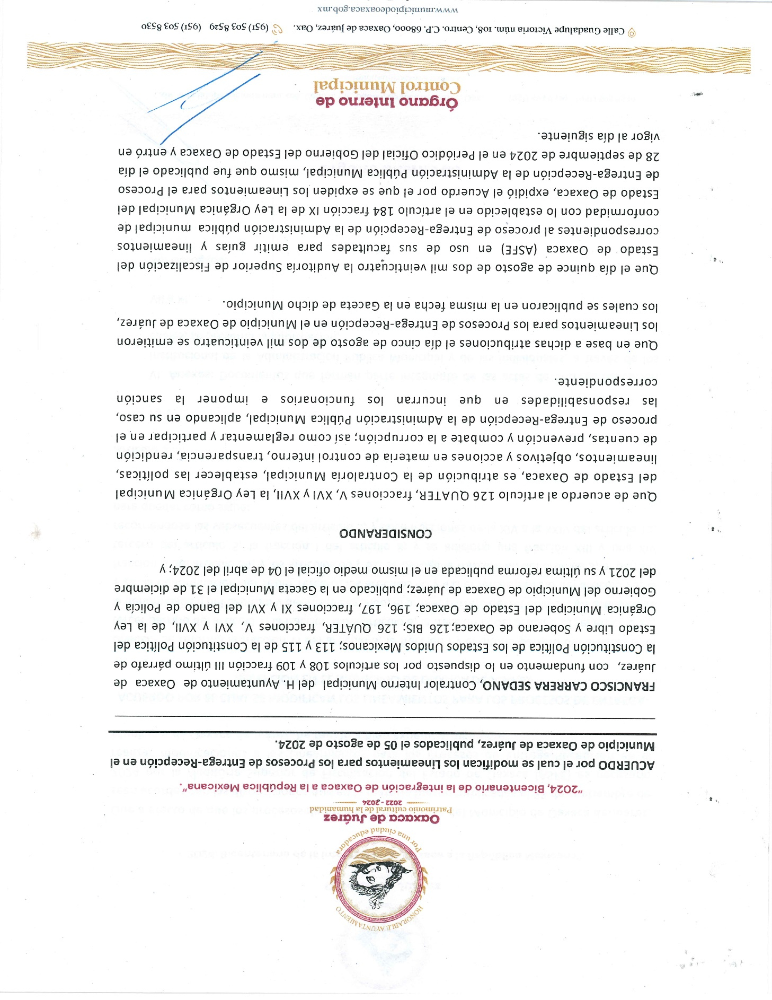 HONORABLE AYUNTAMIENTO
Por una ciudad educadora
Oaxaca de Juárez
Patrimonio cultural de la humanidad
2022 - 2024
"2024, Bicentenario de la integración de Oaxaca a la República Mexicana".
ACUERDO por el cual se modifican los Lineamientos para los Procesos de Entrega-Recepción en el
Municipio de Oaxaca de Juárez, publicados el 05 de agosto de 2024.
FRANCISCO CARRERA SEDANO, Contralor Interno Municipal del H. Ayuntamiento de Oaxaca de
Juárez, con fundamento en lo dispuesto por los artículos 108 y 109 fracción III último párrafo de
la Constitución Política de los Estados Unidos Mexicanos; 113 y 115 de la Constitución Política del
Estado Libre y Soberano de Oaxaca;126 BIS; 126 QUÁTER, fracciones V, XVI y XVII, de la Ley
Orgánica Municipal del Estado de Oaxaca; 196, 197, fracciones XI y XVI del Bando de Policía y
Gobierno del Municipio de Oaxaca de Juárez; publicado en la Gaceta Municipal el 31 de diciembre
del 2021 y su última reforma publicada en el mismo medio oficial el 04 de abril del 2024; y
CONSIDERANDO
Que de acuerdo al artículo 126 QUATER, fracciones V, XVI y XVII, la Ley Orgánica Municipal
del Estado de Oaxaca, es atribución de la Contraloría Municipal, establecer las políticas,
lineamientos, objetivos y acciones en materia de control interno, transparencia, rendición
de cuentas, prevención y combate a la corrupción; así como reglamentar y participar en el
proceso de Entrega-Recepción de la Administración Pública Municipal, aplicando en su caso,
las responsabilidades en que incurran los funcionarios e imponer la sanción
correspondiente.
Que en base a dichas atribuciones el día cinco de agosto de dos mil veinticuatro se emitieron
los Lineamientos para los Procesos de Entrega-Recepción en el Municipio de Oaxaca de Juárez,
los cuales se publicaron en la misma fecha en la Gaceta de dicho Municipio.
Que el día quince de agosto de dos mil veinticuatro la Auditoría Superior de Fiscalización del
Estado de Oaxaca (ASFE) en uso de sus facultades para emitir guías y lineamientos
correspondientes al proceso de Entrega-Recepción de la Administración pública municipal de
conformidad con lo establecido en el artículo 184 fracción IX de la Ley Orgánica Municipal del
Estado de Oaxaca, expidió el Acuerdo por el que se expiden los Lineamientos para el Proceso
de Entrega-Recepción de la Administración Pública Municipal, mismo que fue publicado el día
28 de septiembre de 2024 en el Periódico Oficial del Gobierno del Estado de Oaxaca y entró en
vigor al día siguiente.
Órgano Interno de
Control Municipal
Calle Guadalupe Victoria núm. 108, Centro. C.P. 68000, Oaxaca de Juárez, Oax. (951) 503 8529 (951) 503 8530
www.municipiodeoaxaca.gob.mx